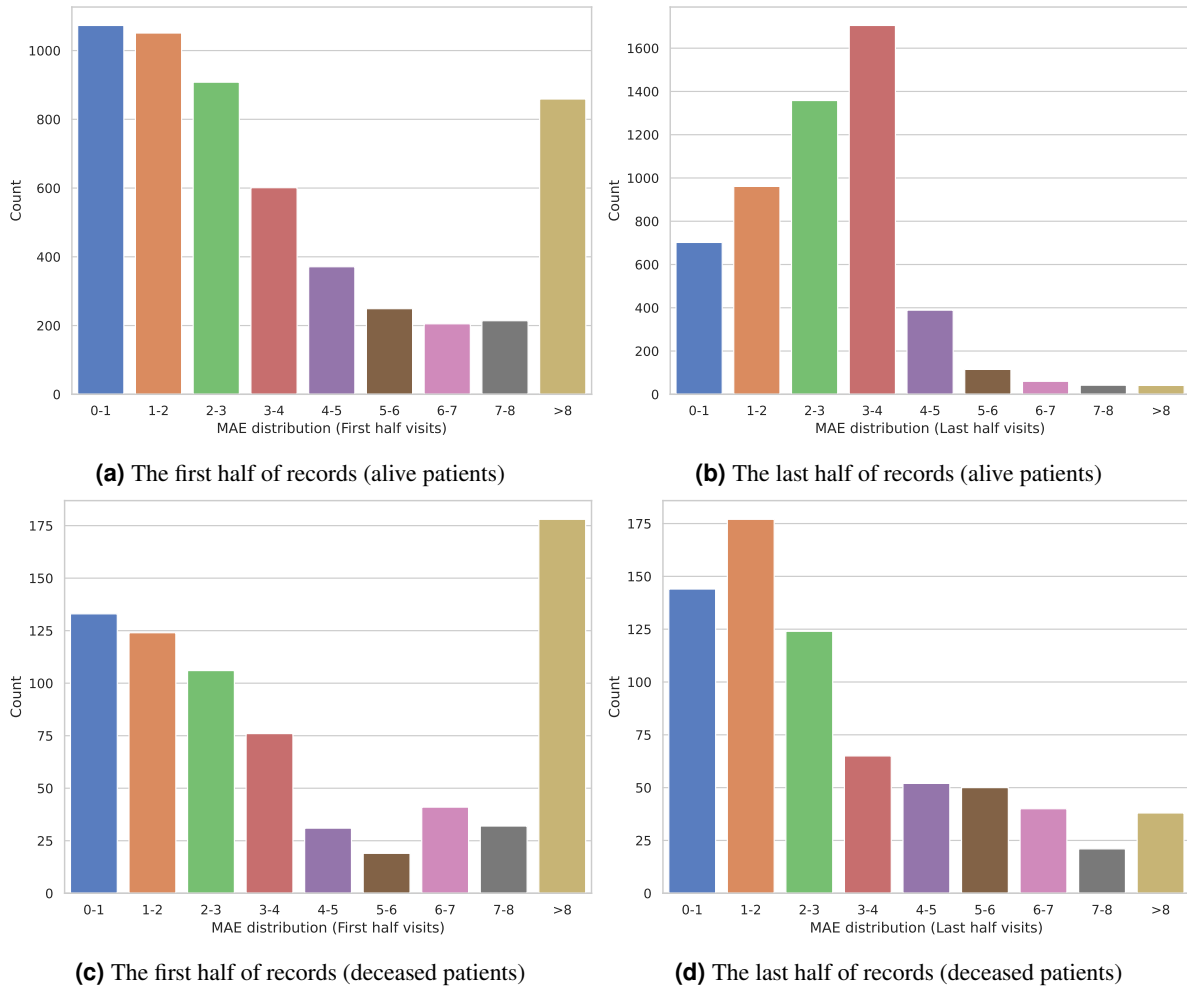 1000
800
600
400
200
0
Count
0-1 1-2 2-3 3-4 4-5 5-6 6-7 7-8 >8
MAE distribution (First half visits)
(a) The first half of records (alive patients)
1600
1400
1200
1000
800
600
400
200
0
Count
0-1 1-2 2-3 3-4 4-5 5-6 6-7 7-8 >8
MAE distribution (Last half visits)
(b) The last half of records (alive patients)
175
150
125
100
75
50
25
0
Count
0-1 1-2 2-3 3-4 4-5 5-6 6-7 7-8 >8
MAE distribution (First half visits)
(c) The first half of records (deceased patients)
175
150
125
100
75
50
25
0
Count
0-1 1-2 2-3 3-4 4-5 5-6 6-7 7-8 >8
MAE distribution (Last half visits)
(d) The last half of records (deceased patients)